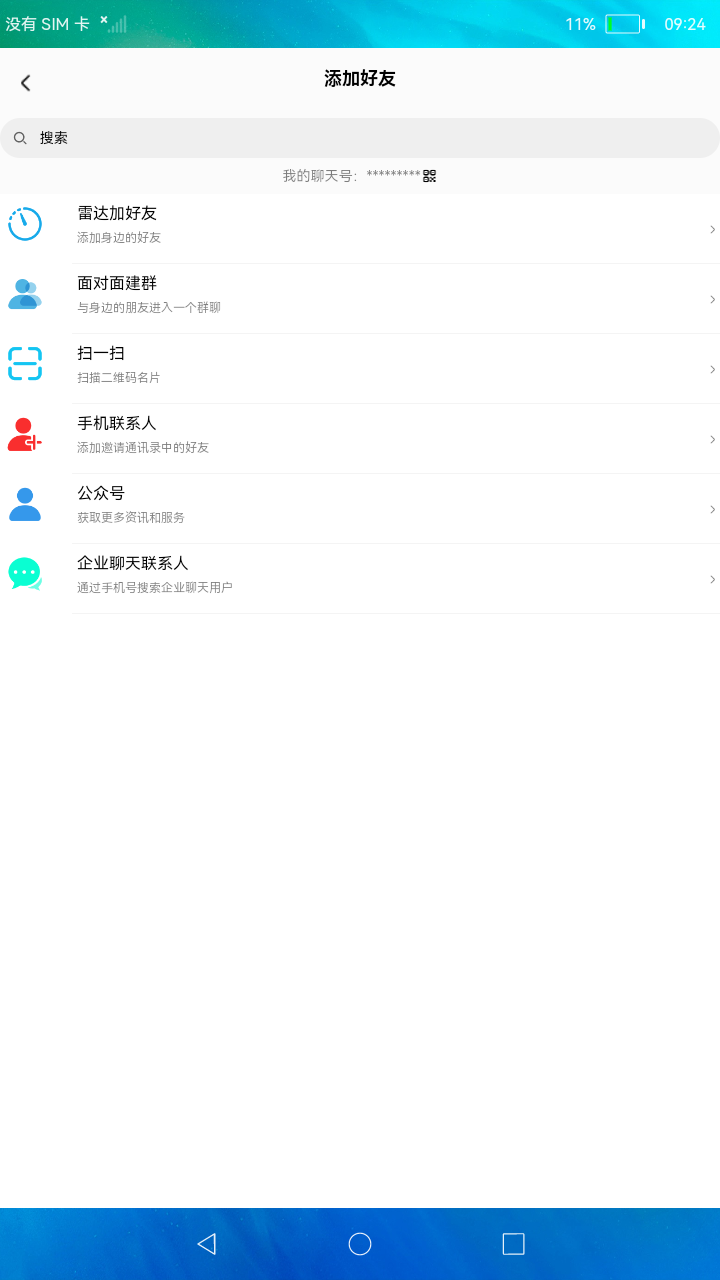 没有 SIM 卡 11% 09:24
添加好友
搜索
我的聊天号: *********
雷达加好友
添加身边的好友
面对面建群
与身边的朋友进入一个群聊
扫一扫
扫描二维码名片
手机联系人
添加邀请通讯录中的好友
公众号
获取更多资讯和服务
企业聊天联系人
通过手机号搜索企业聊天用户